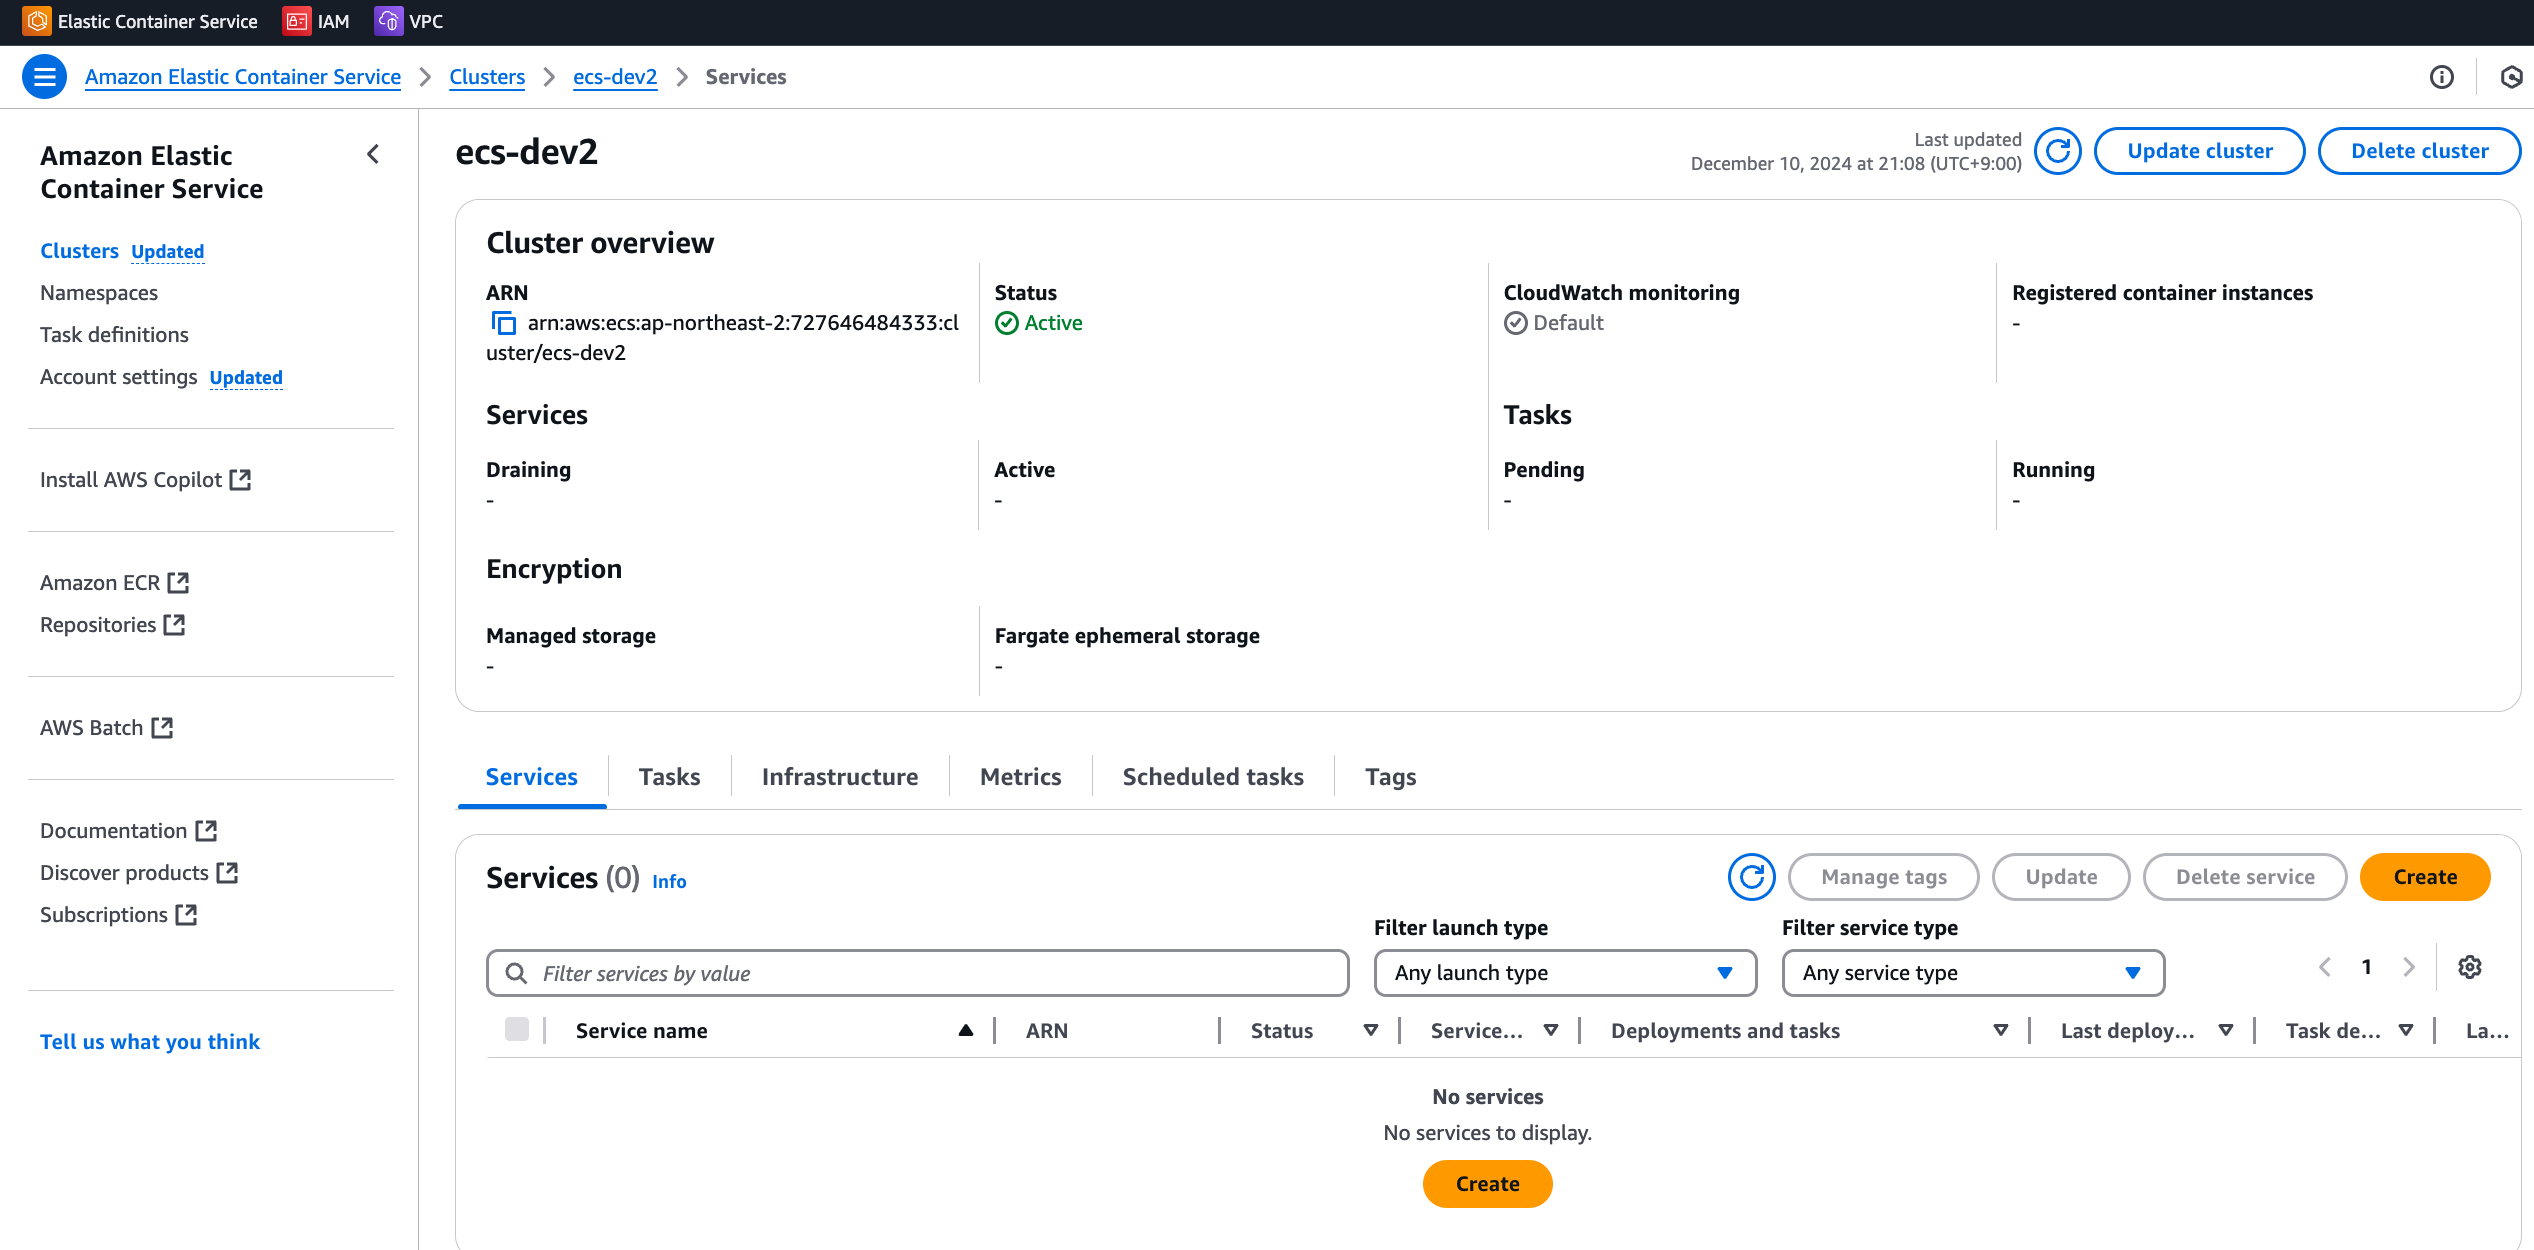 Elastic Container Service IAM VPC
Amazon Elastic Container Service Clusters ecs-dev2 Services
Amazon Elastic
Container Service
Clusters Updated
Namespaces
Task definitions
Account settings Updated
Install AWS Copilot
Amazon ECR
Repositories
AWS Batch
Documentation
Discover products
Subscriptions
Tell us what you think
ecs-dev2
Last updated
December 10, 2024 at 21:08 (UTC+9:00)
Update cluster
Delete cluster
Cluster overview
ARN
arn:aws:ecs:ap-northeast-2:727646484333:cl
uster/ecs-dev2
Status
Active
CloudWatch monitoring
Default
Registered container instances
-
Services
Draining
-
Active
-
Tasks
Pending
-
Running
-
Encryption
Managed storage
-
Fargate ephemeral storage
-
Services Tasks Infrastructure Metrics Scheduled tasks Tags
Services (0) Info
Manage tags Update Delete service Create
Filter launch type Filter service type
Filter services by value Any launch type Any service type 1
Service name ARN Status Service... Deployments and tasks Last deploy... Task de... La...
No services
No services to display.
Create